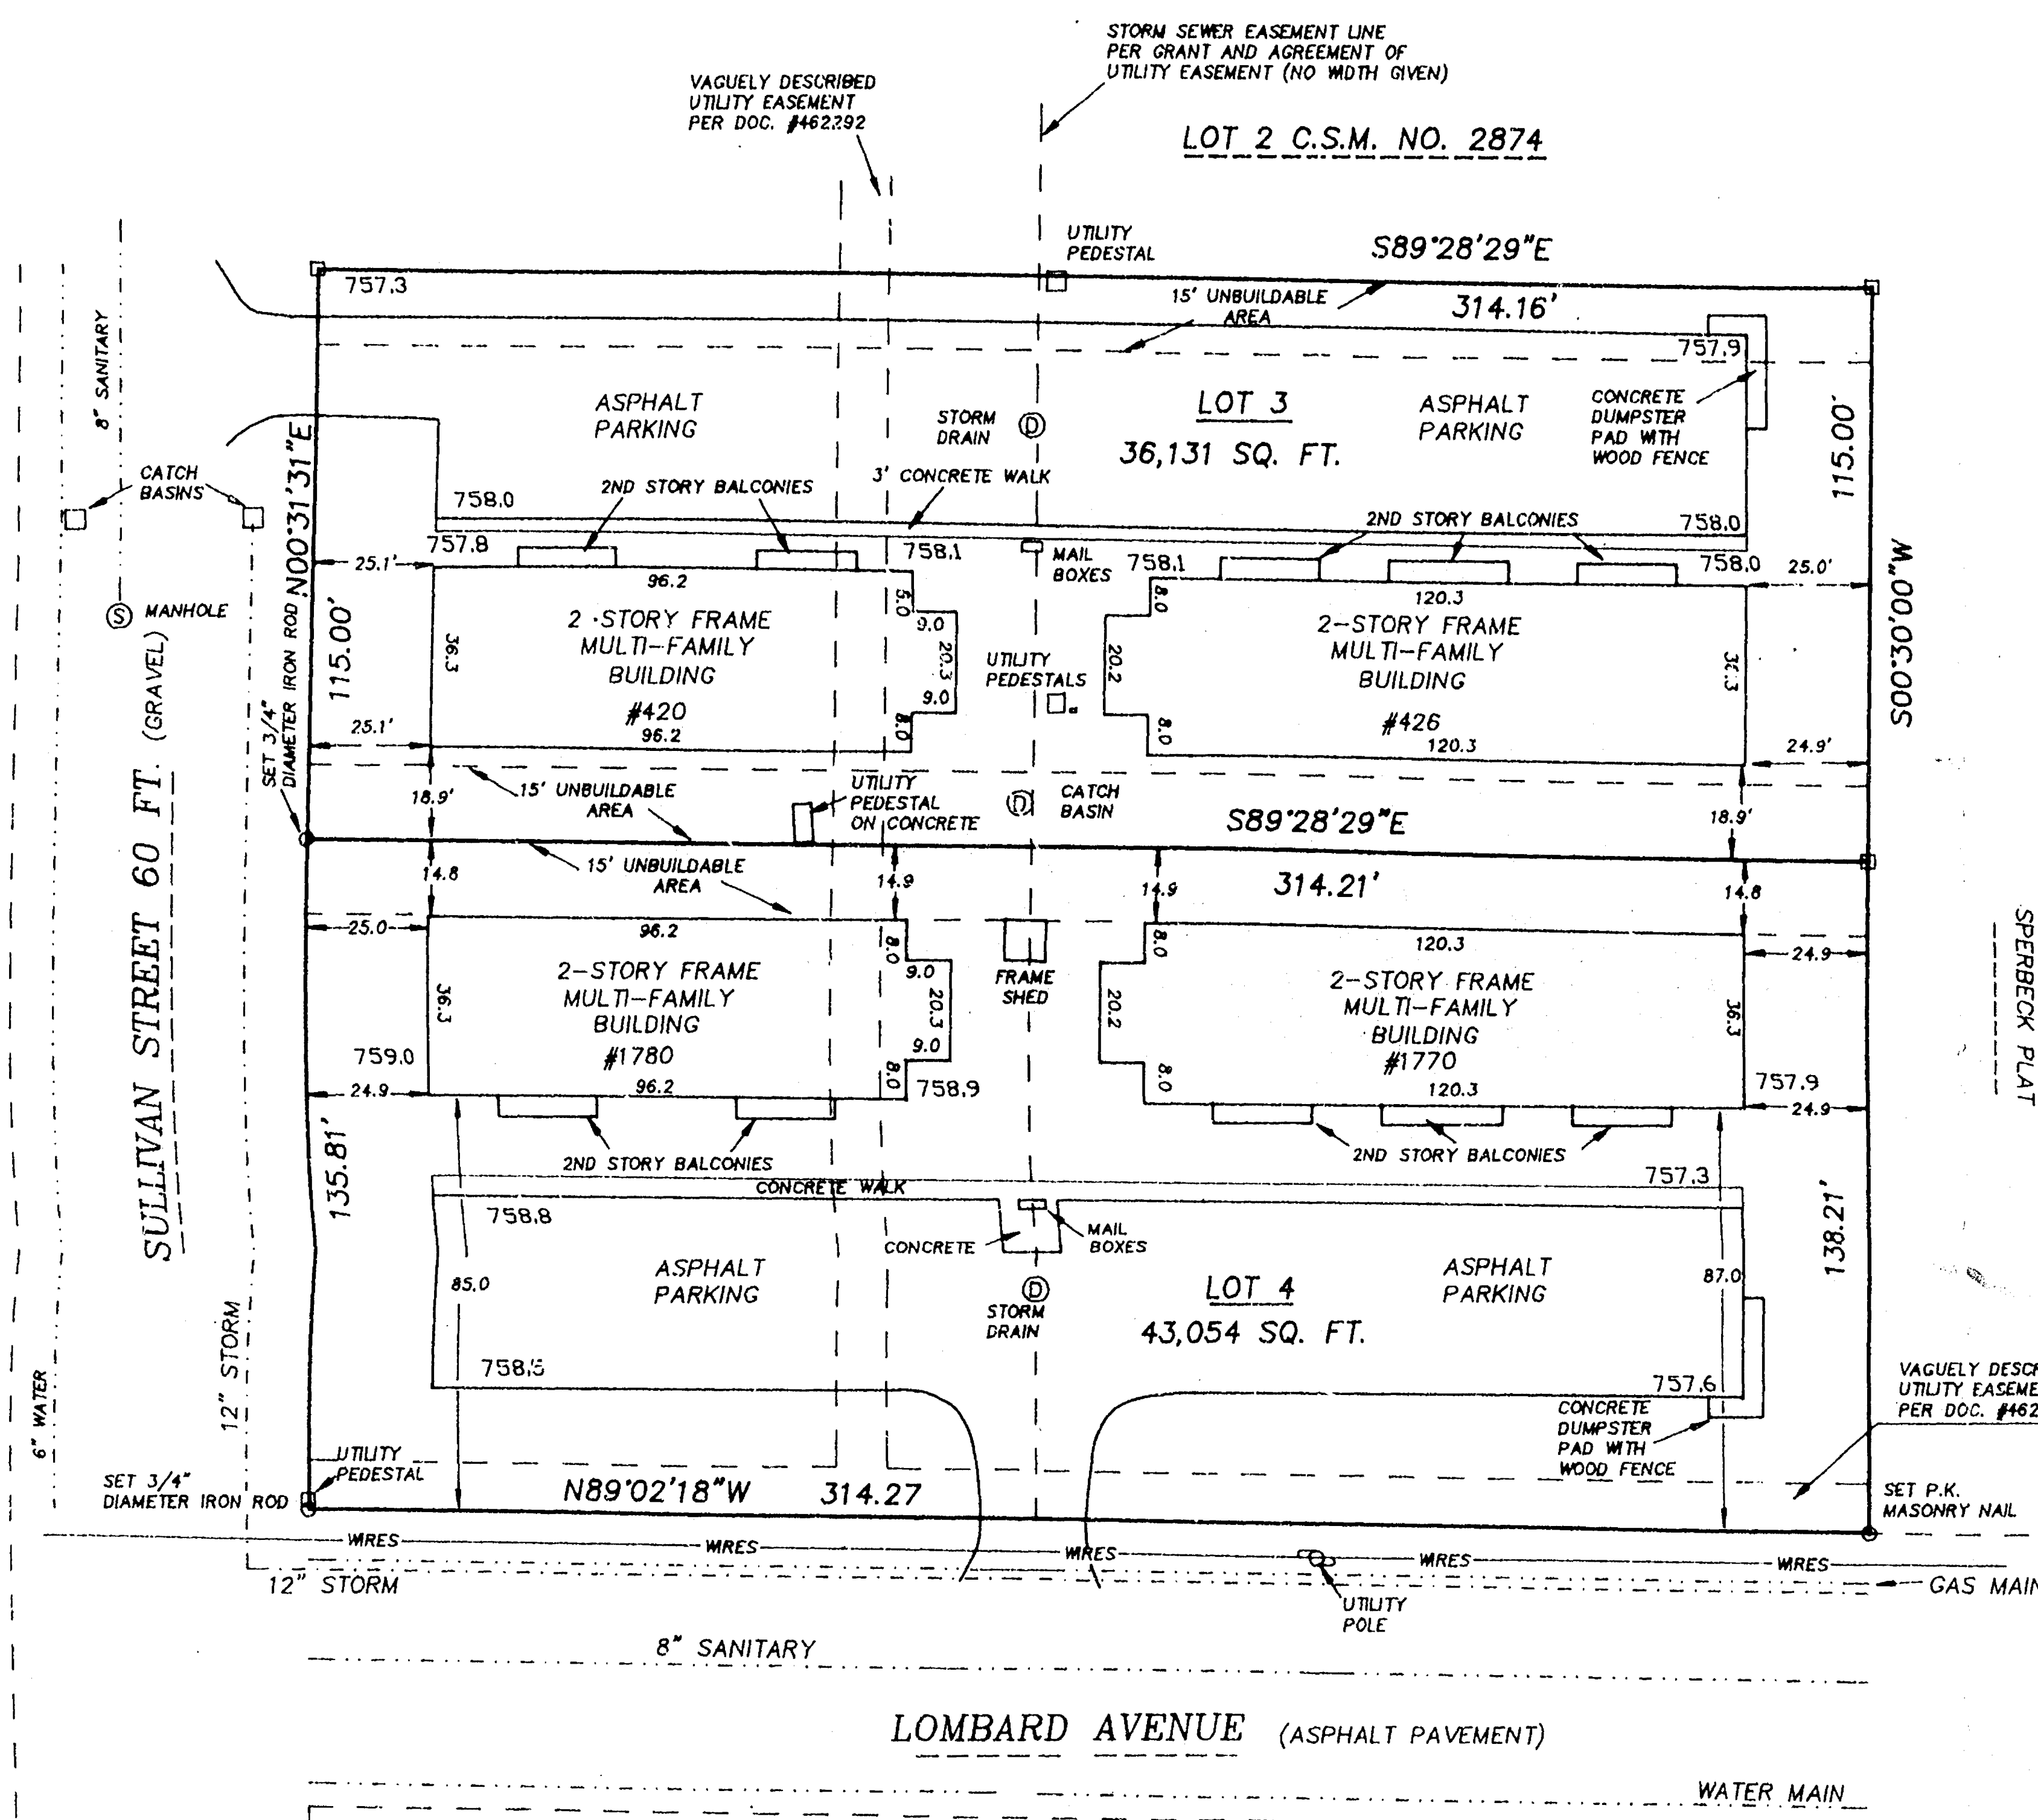 STORM SEWER EASEMENT LINE
PER GRANT AND AGREEMENT OF
UTILITY EASEMENT (NO WIDTH GIVEN)
VAGUELY DESCRIBED
UTILITY EASEMENT
PER DOC. #462292
LOT 2 C.S.M. NO. 2874
UTILITY
PEDESTAL
S89°28'29"E
757.3
15' UNBUILDABLE
AREA
314.16'
757.9
8" SANITARY
ASPHALT
PARKING
STORM
DRAIN
D
LOT 3
36,131 SQ. FT.
ASPHALT
PARKING
CONCRETE
DUMPSTER
PAD WITH
WOOD FENCE
115.00'
N00°31'31"E
CATCH
BASINS
3' CONCRETE WALK
2ND STORY BALCONIES
758.0
2ND STORY BALCONIES
758.0
757.8
758.1
MAIL
BOXES
758.1
758.0
25.1'
96.2
25.0'
120.3
S00°30'00"W
S
MANHOLE
2-STORY FRAME
MULTI-FAMILY
BUILDING
#420
96.2
36.3
5.0
9.0
20.3
9.0
8.0
UTILITY
PEDESTALS
8.0
20.2
8.0
2-STORY FRAME
MULTI-FAMILY
BUILDING
#426
120.3
115.00'
SET 3/4"
DIAMETER IRON ROD
25.1'
24.9'
18.9'
15' UNBUILDABLE
AREA
UTILITY
PEDESTAL
ON CONCRETE
D
CATCH
BASIN
S89°28'29"E
18.9'
SULLIVAN STREET 60 FT. (GRAVEL)
14.8
15' UNBUILDABLE
AREA
14.9
14.9
314.21'
14.8
25.0
96.2
8.0
9.0
20.3
9.0
8.0
36.3
2-STORY FRAME
MULTI-FAMILY
BUILDING
#1780
96.2
FRAME
SHED
8.0
20.2
8.0
120.3
2-STORY FRAME
MULTI-FAMILY
BUILDING
#1770
120.3
36.3
24.9
SPERBECK PLAT
759.0
24.9
758.9
757.9
24.9
135.81'
2ND STORY BALCONIES
2ND STORY BALCONIES
757.3
CONCRETE WALK
758.8
CONCRETE
MAIL
BOXES
138.21'
85.0
ASPHALT
PARKING
D
STORM
DRAIN
LOT 4
43,054 SQ. FT.
ASPHALT
PARKING
87.0
12" STORM
6" WATER
758.5
757.6
CONCRETE
DUMPSTER
PAD WITH
WOOD FENCE
VAGUELY DESCR
UTILITY EASEME
PER DOC. #462
UTILITY
PEDESTAL
SET 3/4"
DIAMETER IRON ROD
N89°02'18"W 314.27
SET P.K.
MASONRY NAIL
WIRES WIRES WIRES WIRES WIRES
12" STORM
GAS MAIN
UTILITY
POLE
8" SANITARY
LOMBARD AVENUE (ASPHALT PAVEMENT)
WATER MAIN